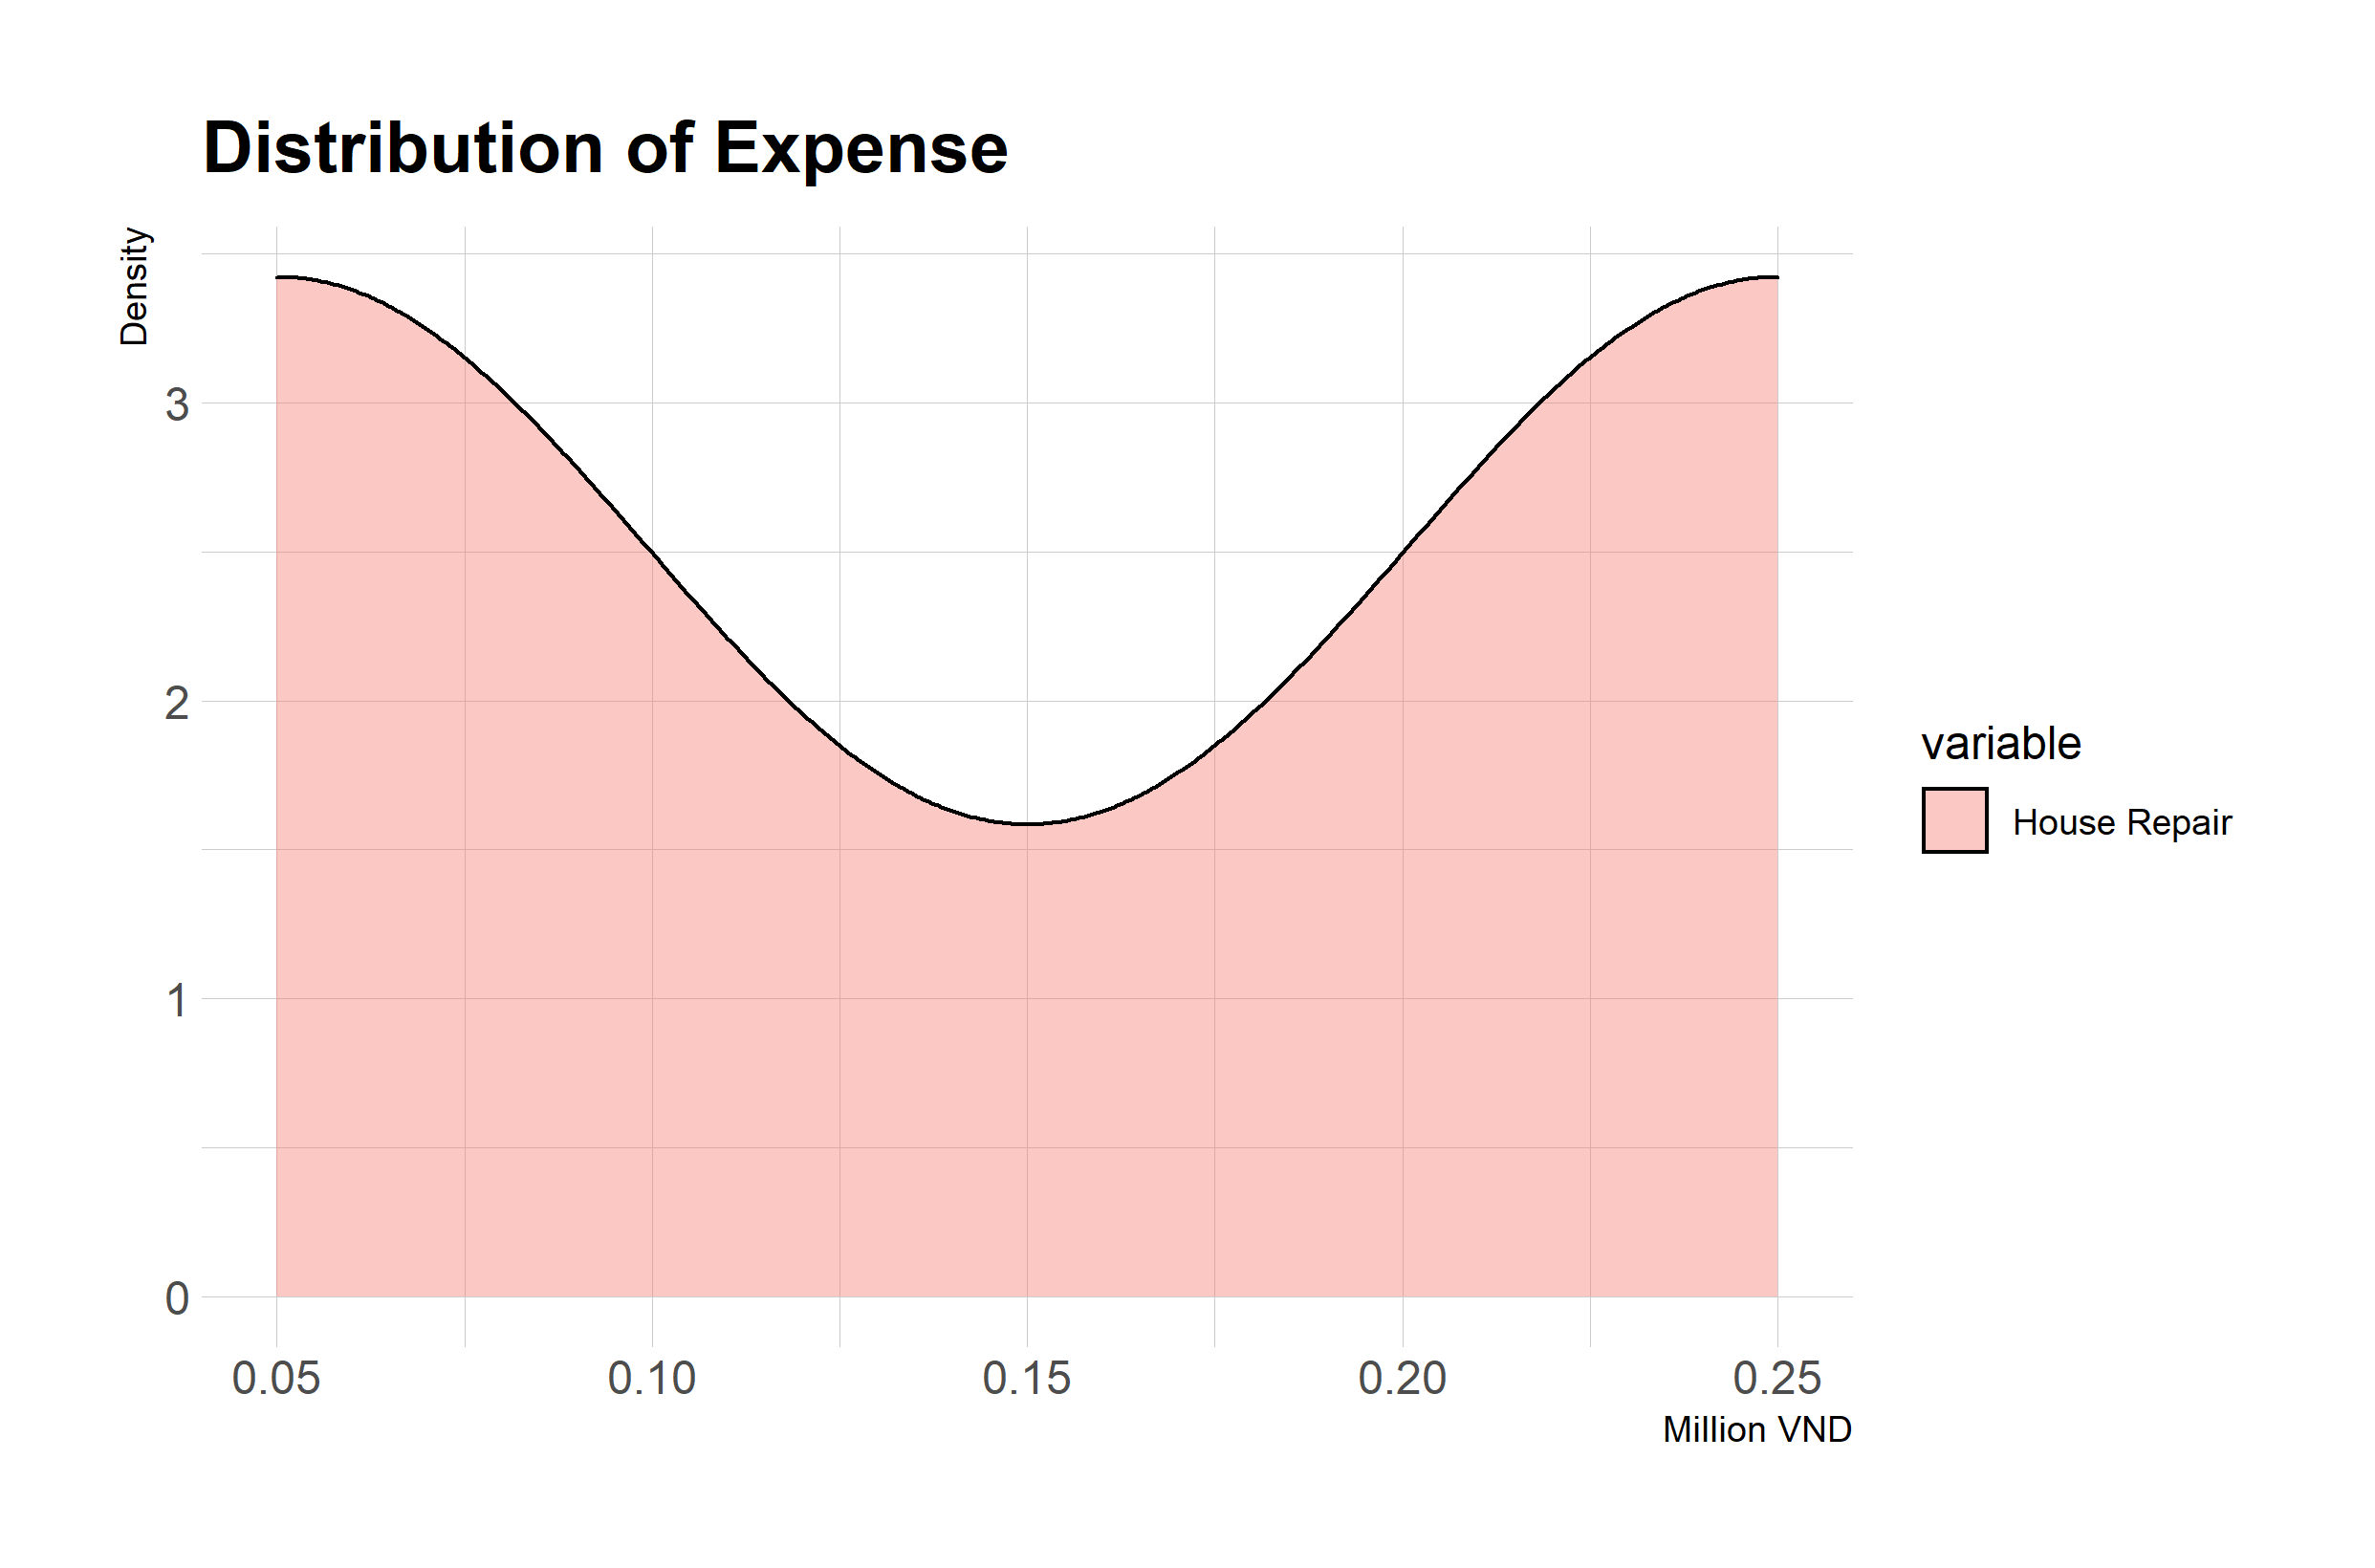 Distribution of Expense
Density
3
2
1
0
0.05 0.10 0.15 0.20 0.25
Million VND
variable
House Repair